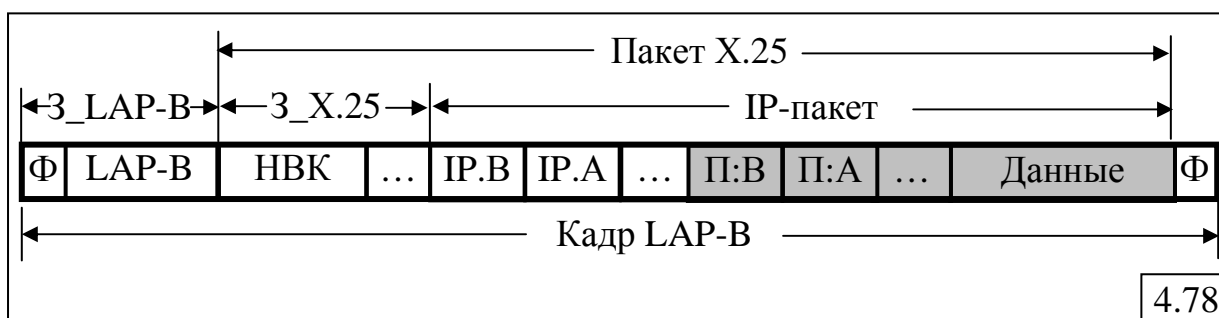 Пакет X.25
З_LAP-B З_X.25 IP-пакет
Ф LAP-B НВК … IP.B IP.A … П:B П:A … Данные Ф
Кадр LAP-B
4.78